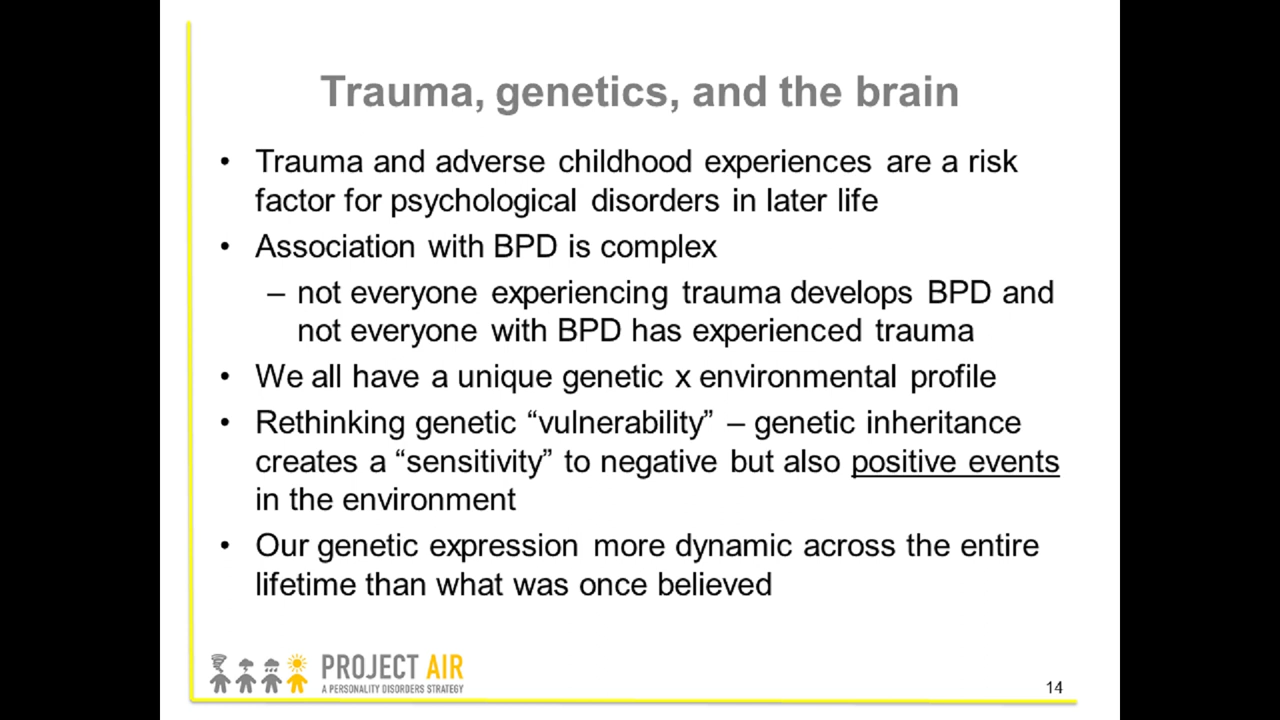 Trauma, genetics, and the brain
• Trauma and adverse childhood experiences are a risk
factor for psychological disorders in later life
• Association with BPD is complex
– not everyone experiencing trauma develops BPD and
not everyone with BPD has experienced trauma
• We all have a unique genetic x environmental profile
• Rethinking genetic “vulnerability” – genetic inheritance
creates a “sensitivity” to negative but also positive events
in the environment
• Our genetic expression more dynamic across the entire
lifetime than what was once believed
PROJECT AIR
A PERSONALITY DISORDERS STRATEGY
14